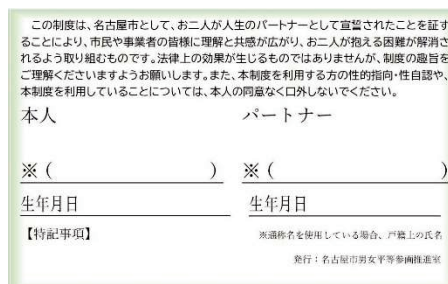 この制度は、名古屋市として、お二人が人生のパートナーとして宣誓されたことを証す
ることにより、市民や事業者の皆様に理解と共感が広がり、お二人が抱える困難が解消さ
れるよう取り組むものです。法律上の効果が生じるものではありませんが、制度の趣旨を
ご理解くださいますようお願いします。また、本制度を利用する方の性的指向・性自認や、
本制度を利用していることについては、本人の同意なく口外しないでください。
本人 パートナー
※ ( ) ※ ( )
生年月日 生年月日
【特記事項】 ※通称名を使用している場合、戸籍上の氏名
発行：名古屋市男女平等参画推進室